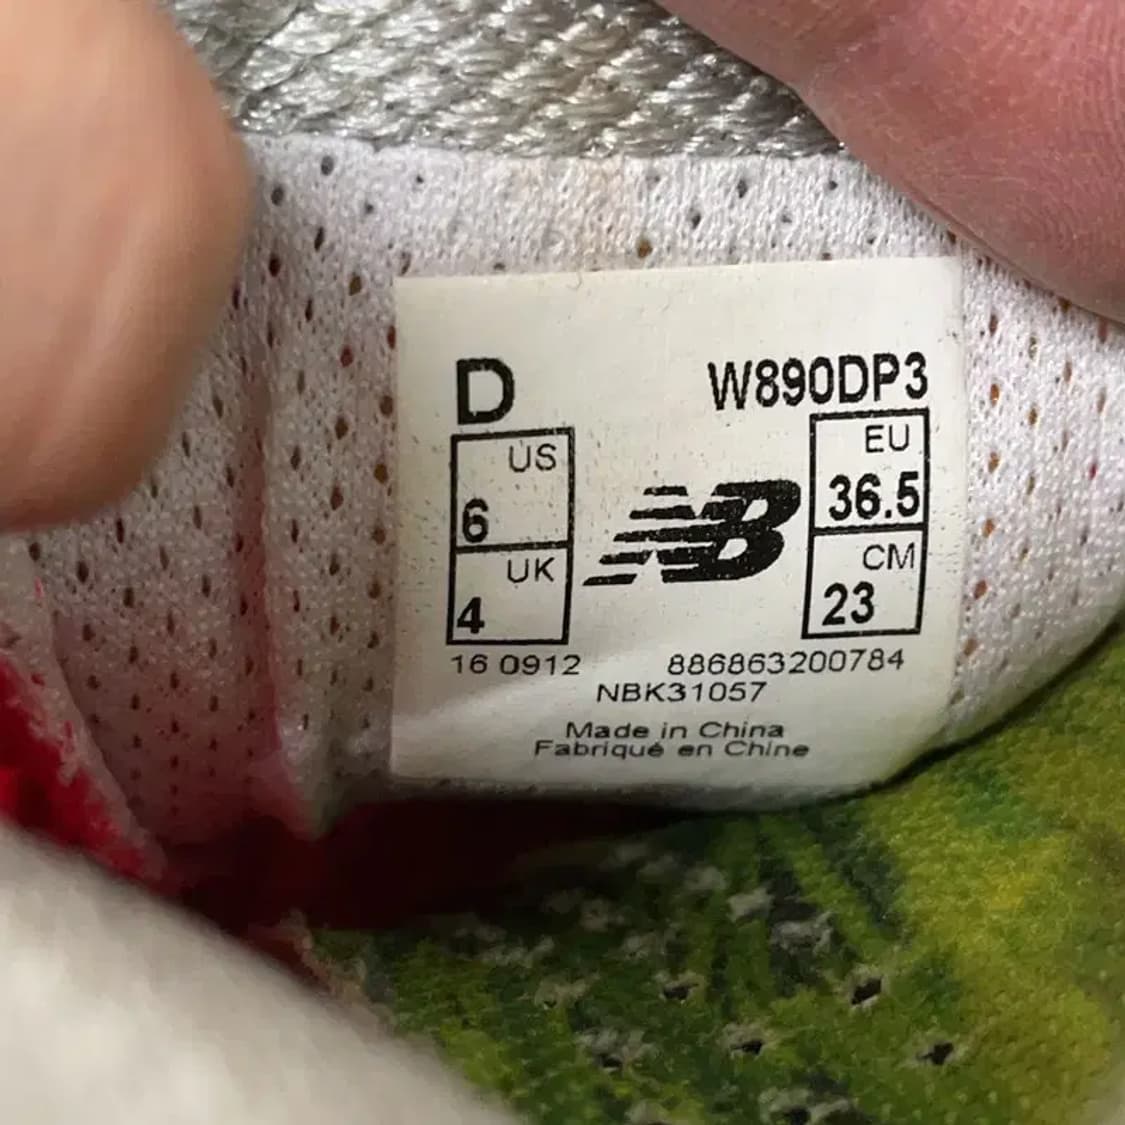 D W890DP3
US EU
6 36.5
UK CM
4 23
NB
16 0912 886863200784
NBK31057
Made in China
Fabriqué en Chine